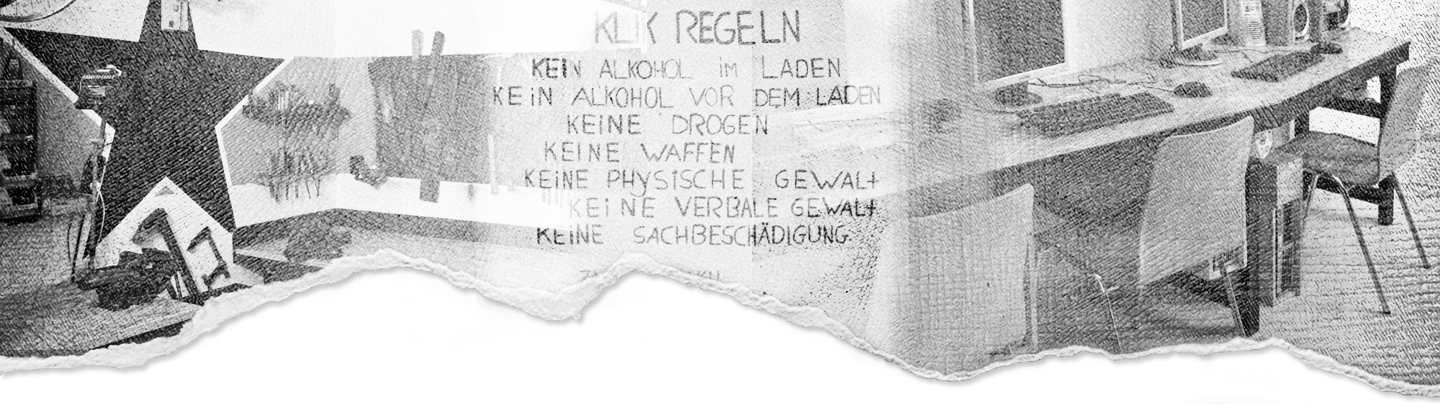 KLIK REGELN
KEIN ALKOHOL IM LADEN
KEIN ALKOHOL VOR DEM LADEN
KEINE DROGEN
KEINE WAFFEN
KEINE PHYSISCHE GEWALt
KEINE VERBALE GEWALt
KEINE SACHBESCHÄDIGUNG